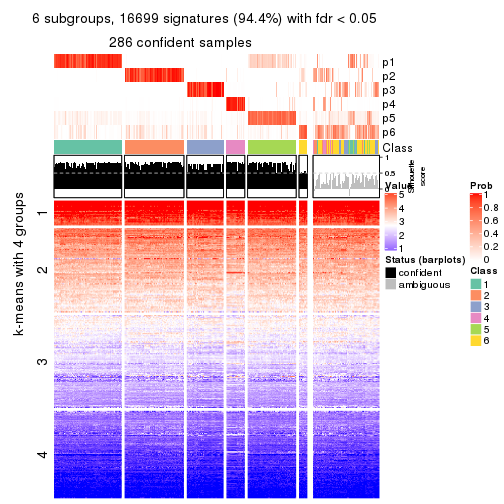 6 subgroups, 16699 signatures (94.4%) with fdr < 0.05
286 confident samples
p1
p2
p3
p4
p5
p6
Class
1
0.5
0
Silhouette
score
k-means with 4 groups
1
2
3
4
Value
5
4
3
2
1
Status (barplots)
confident
ambiguous
Prob
1
0.8
0.6
0.4
0.2
0
Class
1
2
3
4
5
6